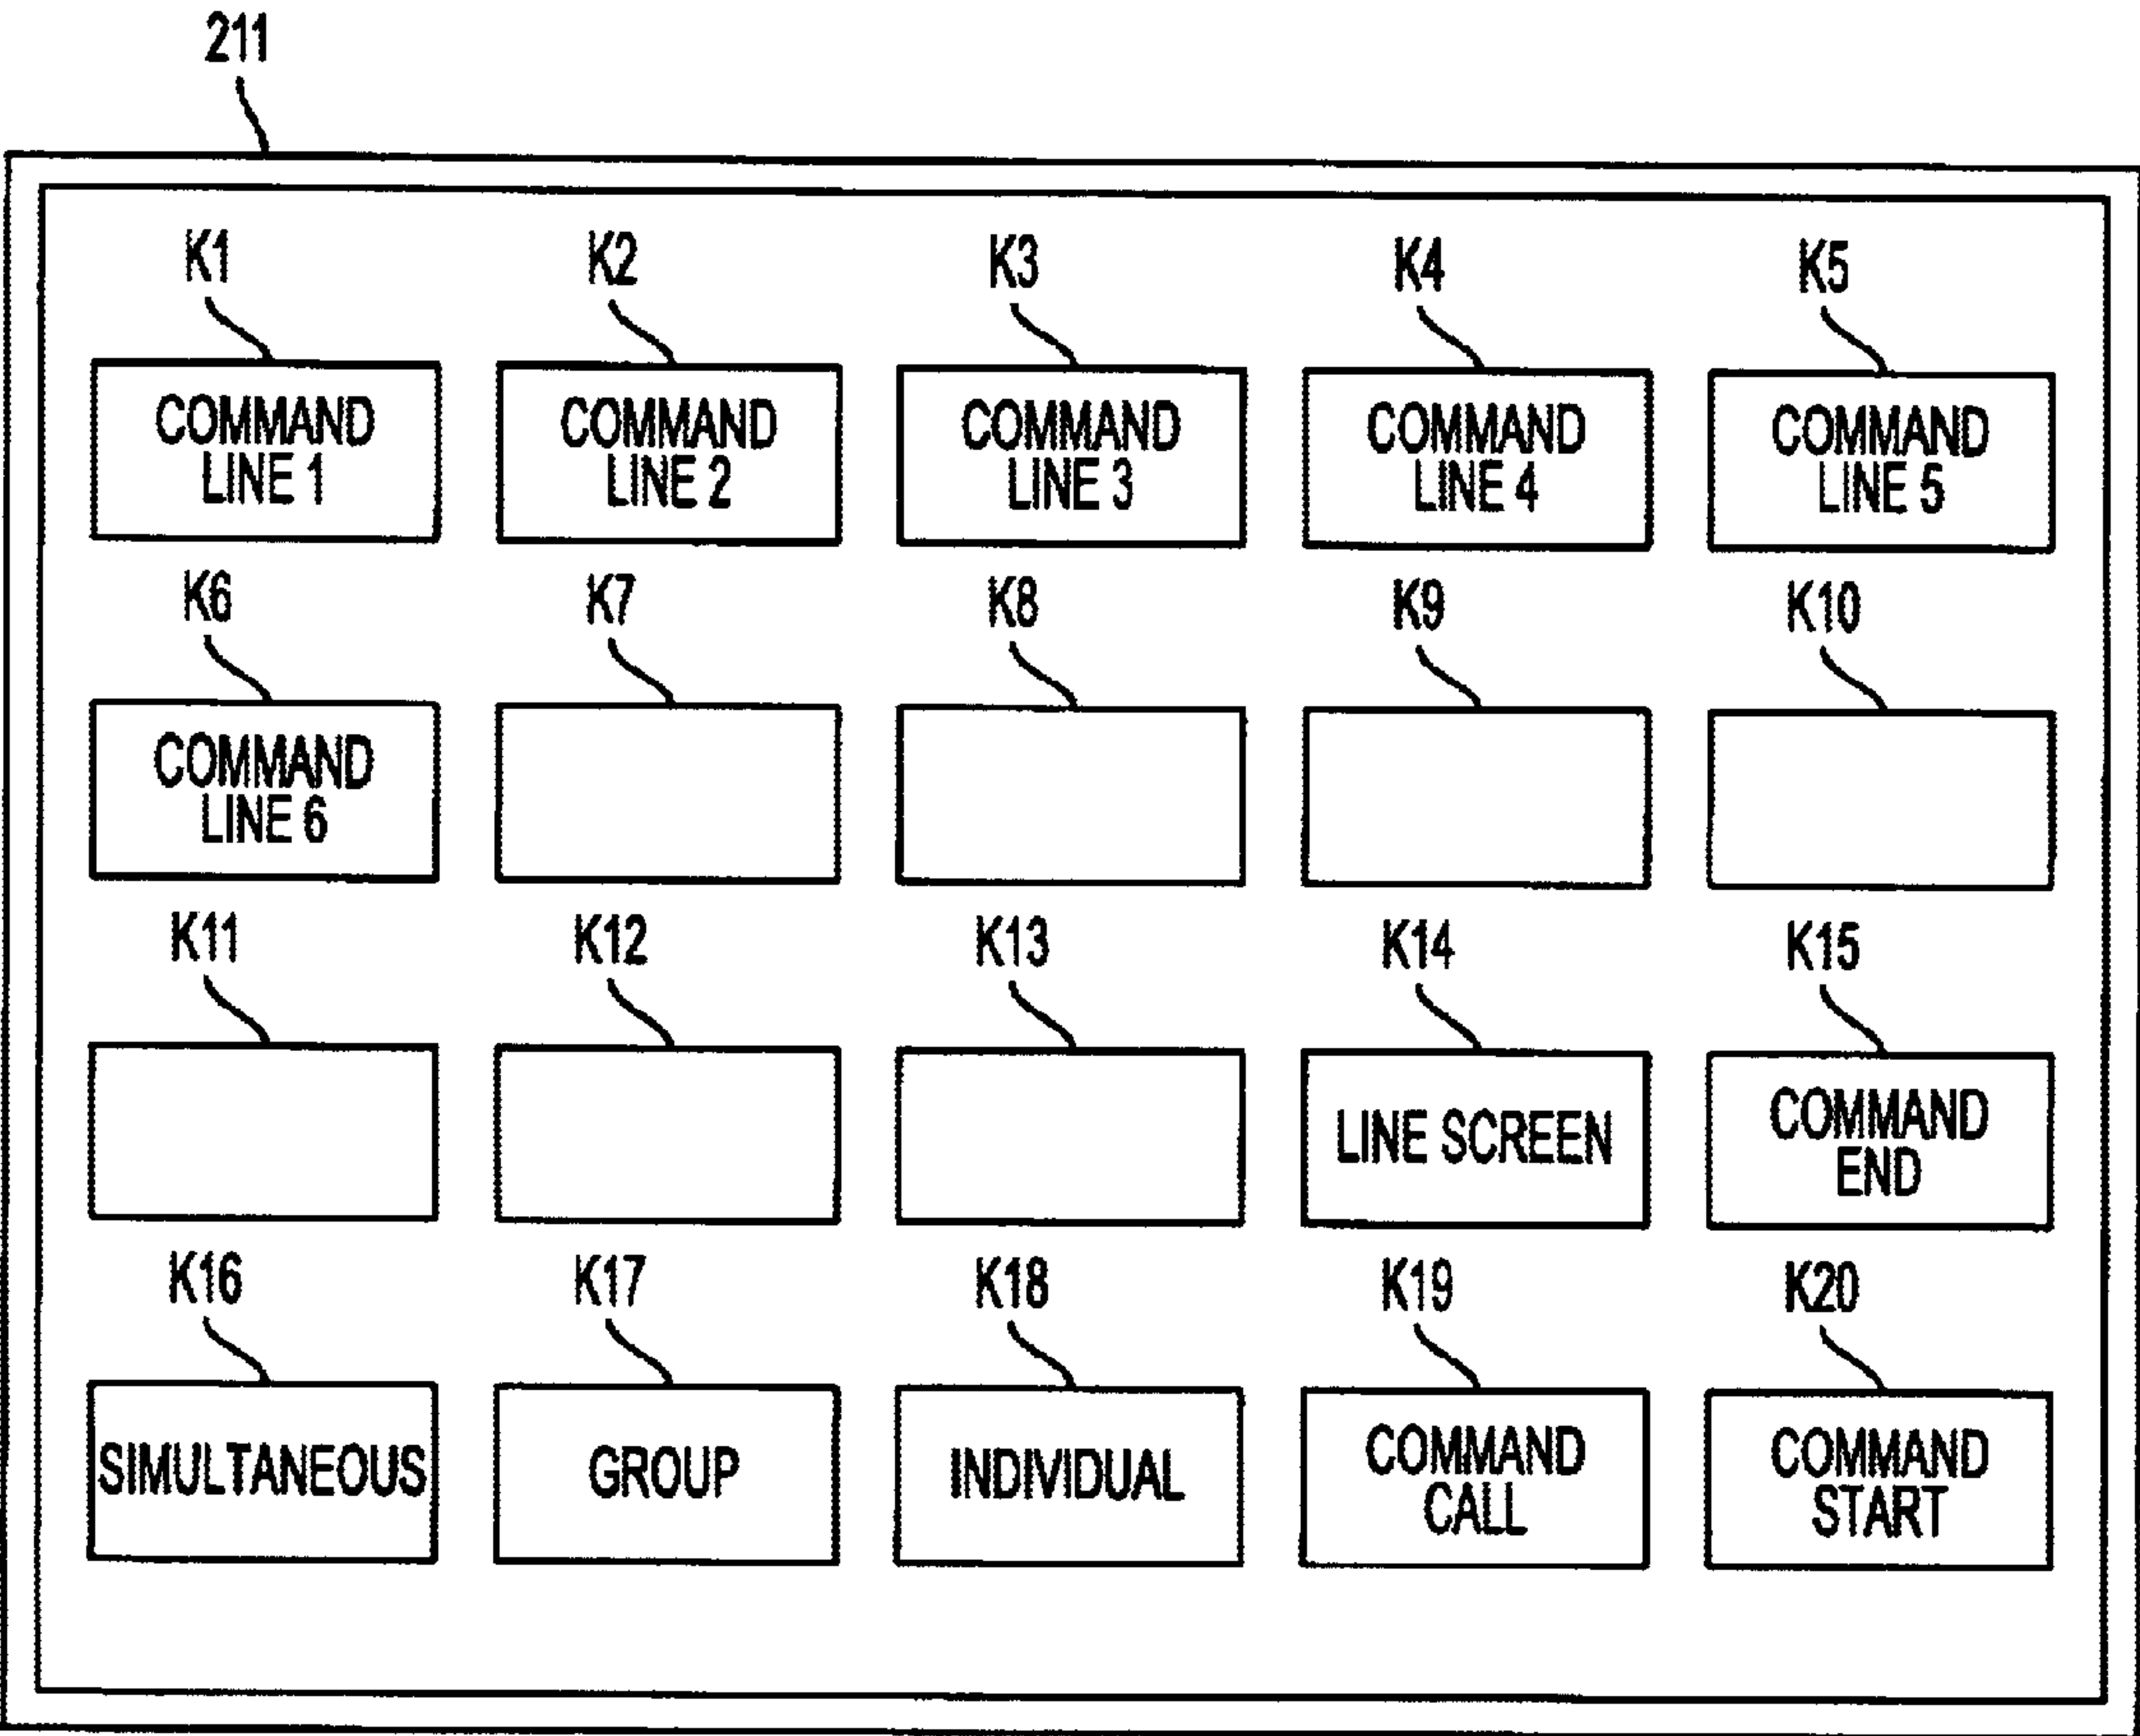 211
K1 K2 K3 K4 K5
COMMAND LINE 1
COMMAND LINE 2
COMMAND LINE 3
COMMAND LINE 4
COMMAND LINE 5
K6 K7 K8 K9 K10
COMMAND LINE 6
K11 K12 K13 K14 K15
LINE SCREEN
COMMAND END
K16 K17 K18 K19 K20
SIMULTANEOUS
GROUP
INDIVIDUAL
COMMAND CALL
COMMAND START